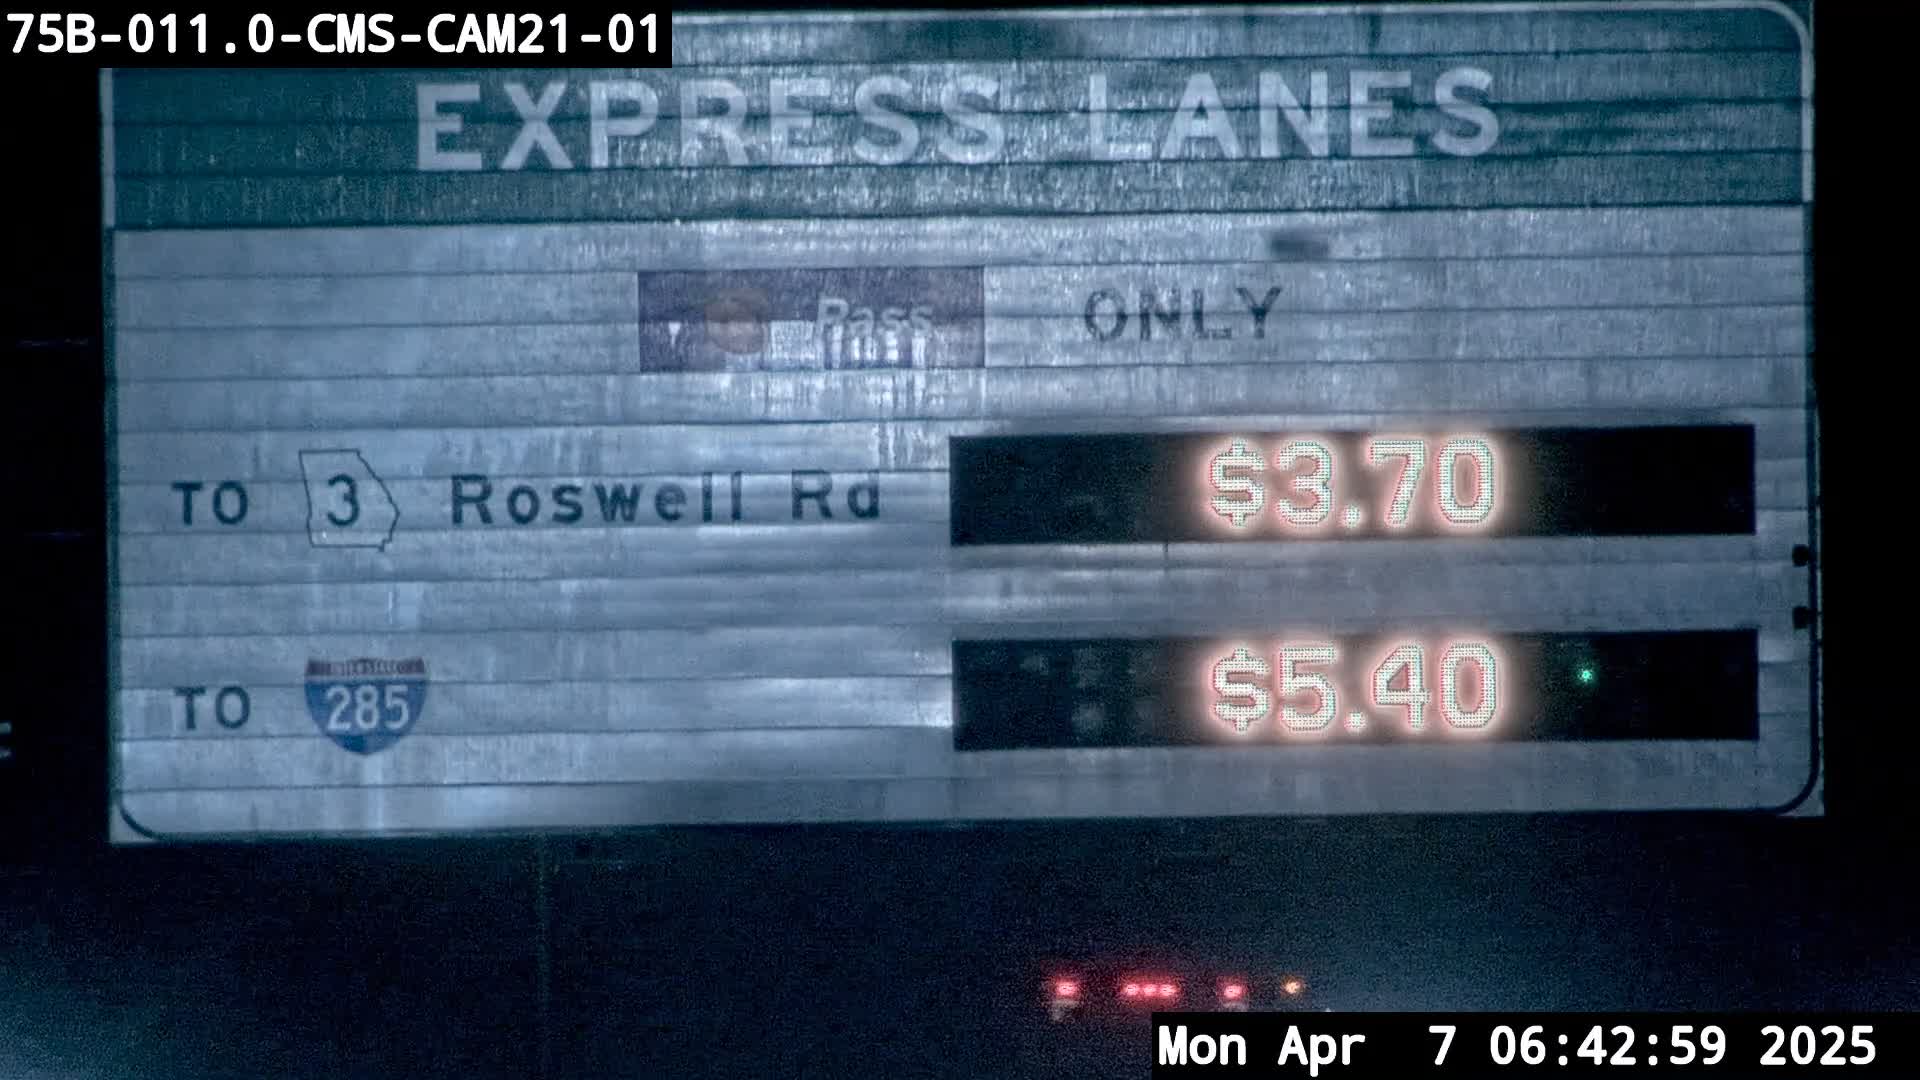 75B-011.0-CMS-CAM21-01
EXPRESS LANES
Pass ONLY
TO 3 Roswell Rd $3.70
TO 285 $5.40
Mon Apr 7 06:42:59 2025